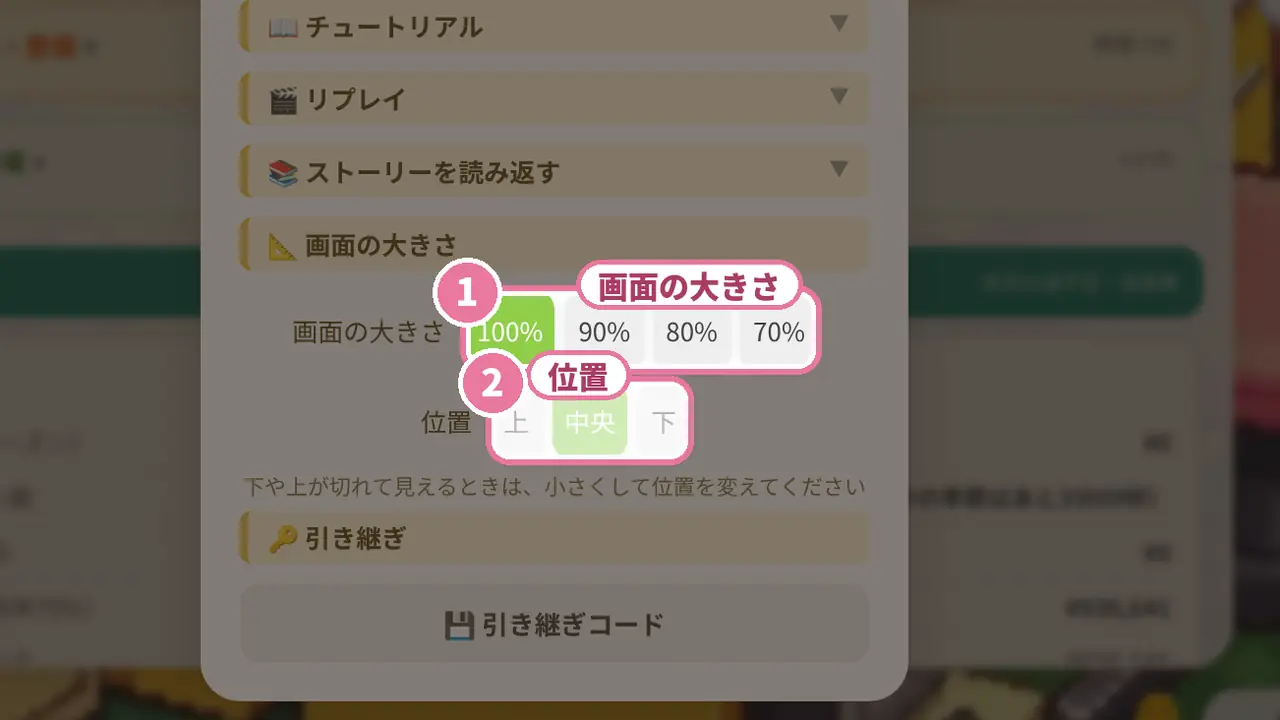 📖 チュートリアル ▼
🎬 リプレイ ▼
📚 ストーリーを読み返す ▼
📐 画面の大きさ
1 画面の大きさ
画面の大きさ 100% 90% 80% 70%
2 位置
位置 上 中央 下
下や上が切れて見えるときは、小さくして位置を変えてください
🔑 引き継ぎ
💾 引き継ぎコード